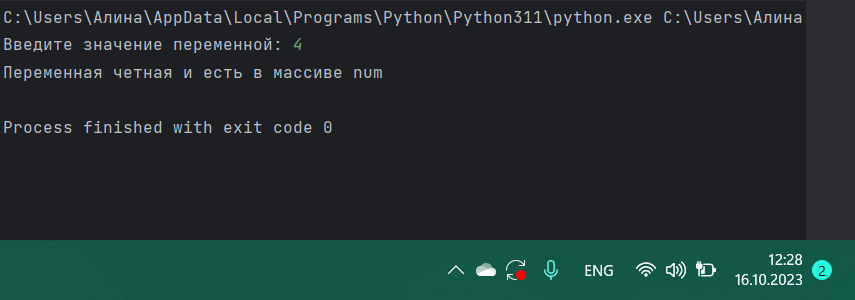 C:\Users\Алина\AppData\Local\Programs\Python\Python311\python.exe C:\Users\Алина
Введите значение переменной: 4
Переменная четная и есть в массиве num
Process finished with exit code 0
ENG
12:28
16.10.2023
2